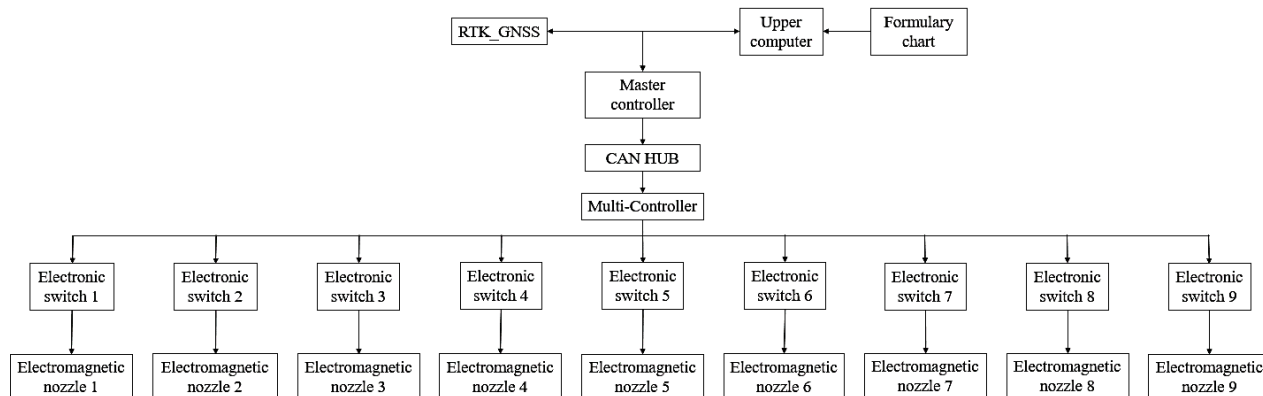 RTK_GNSS
Upper
computer
Formulary
chart
Master
controller
CAN HUB
Multi-Controller
Electronic
switch 1
Electronic
switch 2
Electronic
switch 3
Electronic
switch 4
Electronic
switch 5
Electronic
switch 6
Electronic
switch 7
Electronic
switch 8
Electronic
switch 9
Electromagnetic
nozzle 1
Electromagnetic
nozzle 2
Electromagnetic
nozzle 3
Electromagnetic
nozzle 4
Electromagnetic
nozzle 5
Electromagnetic
nozzle 6
Electromagnetic
nozzle 7
Electromagnetic
nozzle 8
Electromagnetic
nozzle 9